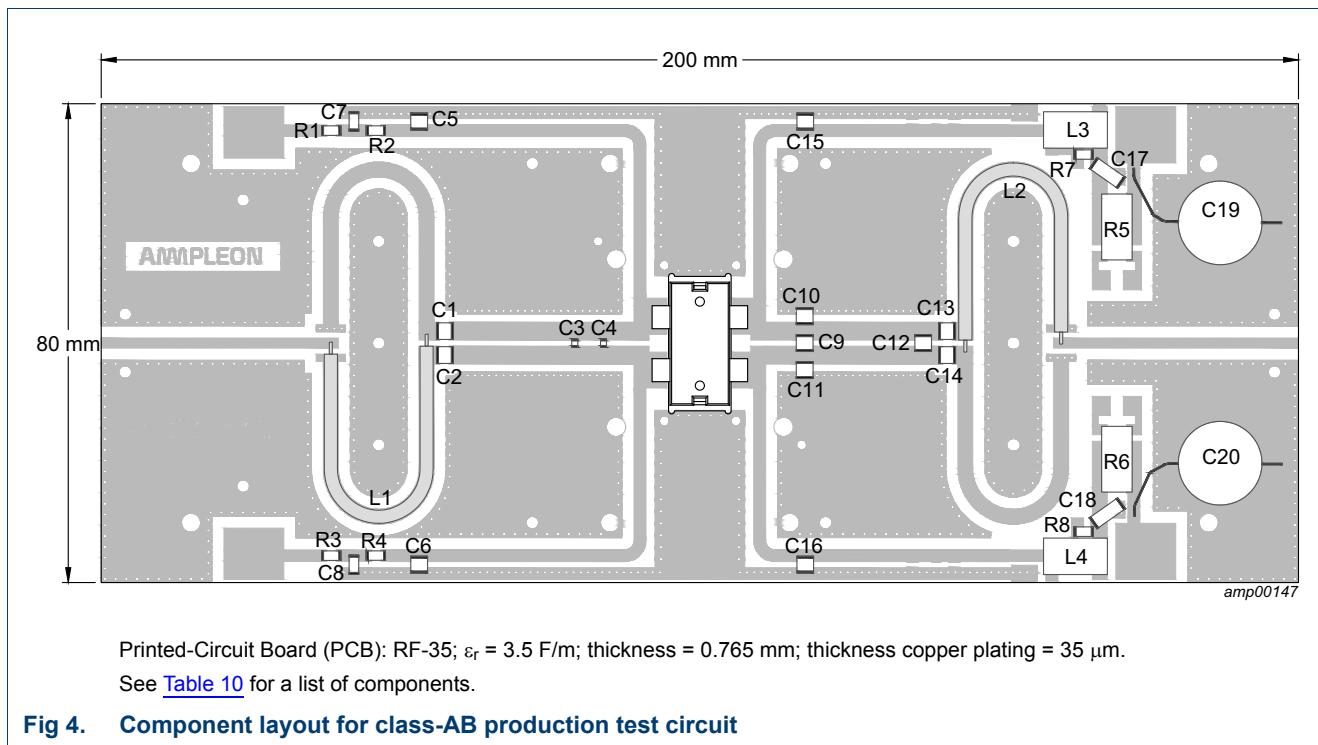 200 mm
C7
C5
R1
R2
C15
L3
R7
C17
L2
C19
R5
AMPLEON
C1
C3
C4
C10
C13
80 mm
C9
C12
C2
C11
C14
L1
R6
C20
C18
R8
R3
R4
C6
C8
C16
L4
amp00147
Printed-Circuit Board (PCB): RF-35; εr = 3.5 F/m; thickness = 0.765 mm; thickness copper plating = 35 μm.
See Table 10 for a list of components.
Fig 4. Component layout for class-AB production test circuit